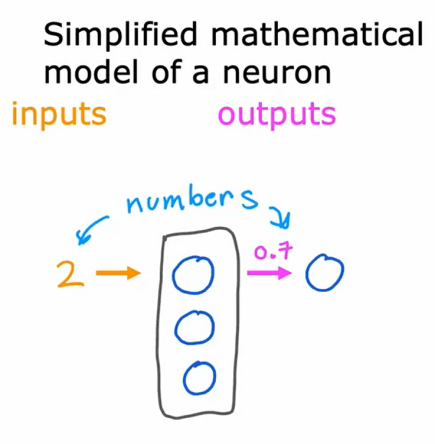 Simplified mathematical
model of a neuron
inputs outputs
numbers
2 0.7